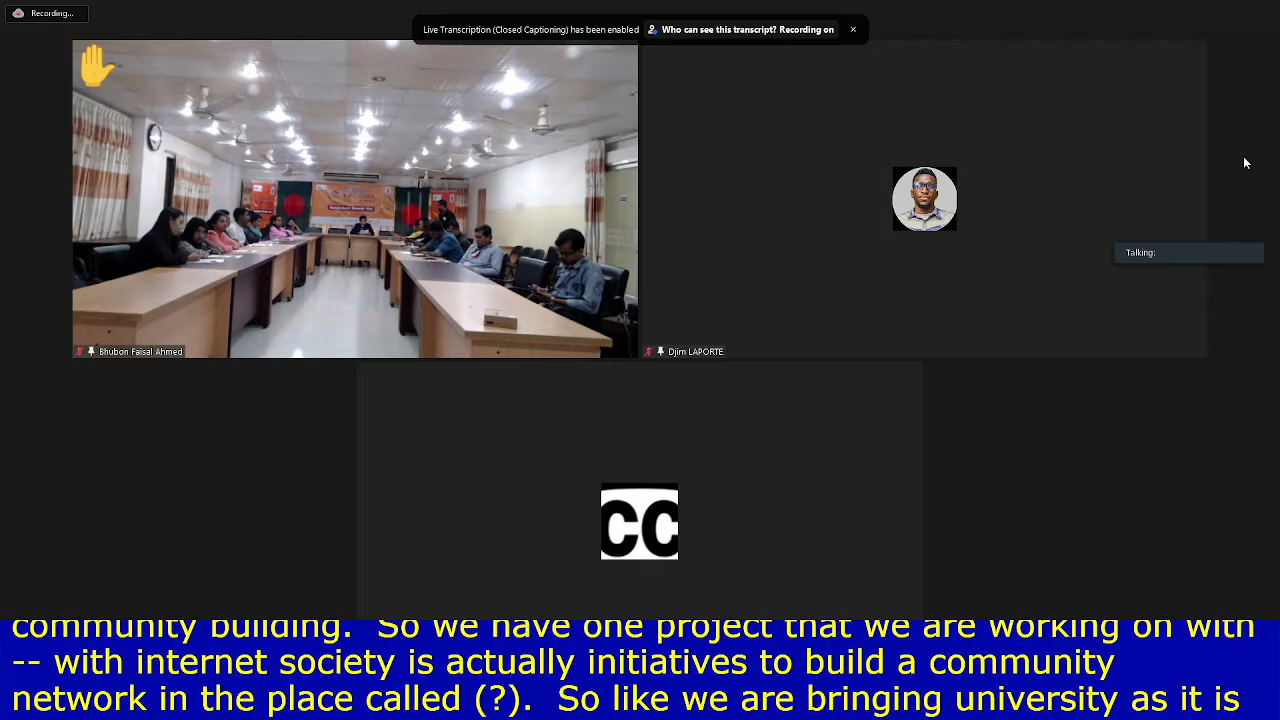 Recording...
Live Transcription (Closed Captioning) has been enabled Who can see this transcript? Recording on
Talking:
Bhubon Faisal Ahmed
Djim LAPORTE
CC
community building. So we have one project that we are working on with
-- with internet society is actually initiatives to build a community
network in the place called (?). So like we are bringing university as it is